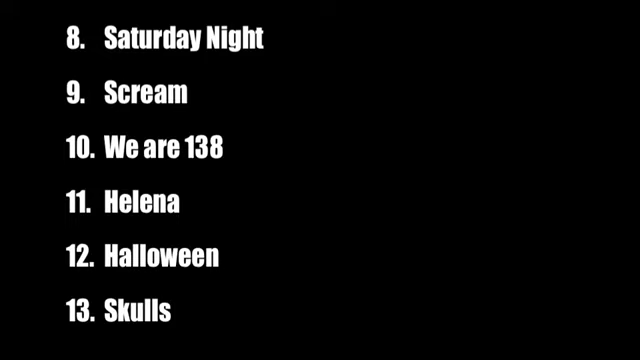 8. Saturday Night
9. Scream
10. We are 138
11. Helena
12. Halloween
13. Skulls